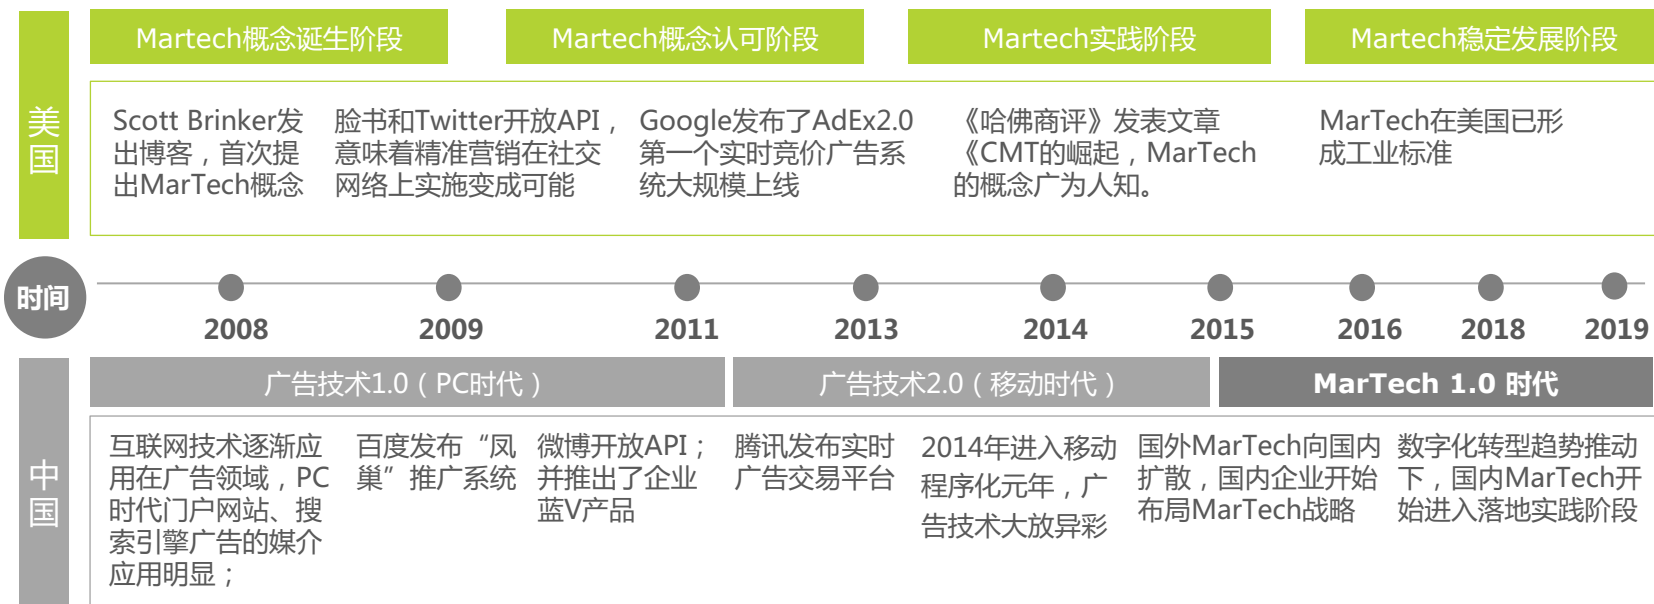 Martech概念诞生阶段
Martech概念认可阶段
Martech实践阶段
Martech稳定发展阶段
美国
Scott Brinker发
出博客，首次提
出MarTech概念
脸书和Twitter开放API，
意味着精准营销在社交
网络上实施变成可能
Google发布了AdEx2.0
第一个实时竞价广告系
统大规模上线
《哈佛商评》发表文章
《CMT的崛起，MarTech
的概念广为人知。
MarTech在美国已形
成工业标准
时间
2008
2009
2011
2013
2014
2015
2016
2018
2019
广告技术1.0（PC时代）
广告技术2.0（移动时代）
MarTech 1.0 时代
中国
互联网技术逐渐应
用在广告领域，PC
时代门户网站、搜
索引擎广告的媒介
应用明显；
百度发布“凤
巢”推广系统
微博开放API；
并推出了企业
蓝V产品
腾讯发布实时
广告交易平台
2014年进入移动
程序化元年，广
告技术大放异彩
国外MarTech向国内
扩散，国内企业开始
布局MarTech战略
数字化转型趋势推动
下，国内MarTech开
始进入落地实践阶段